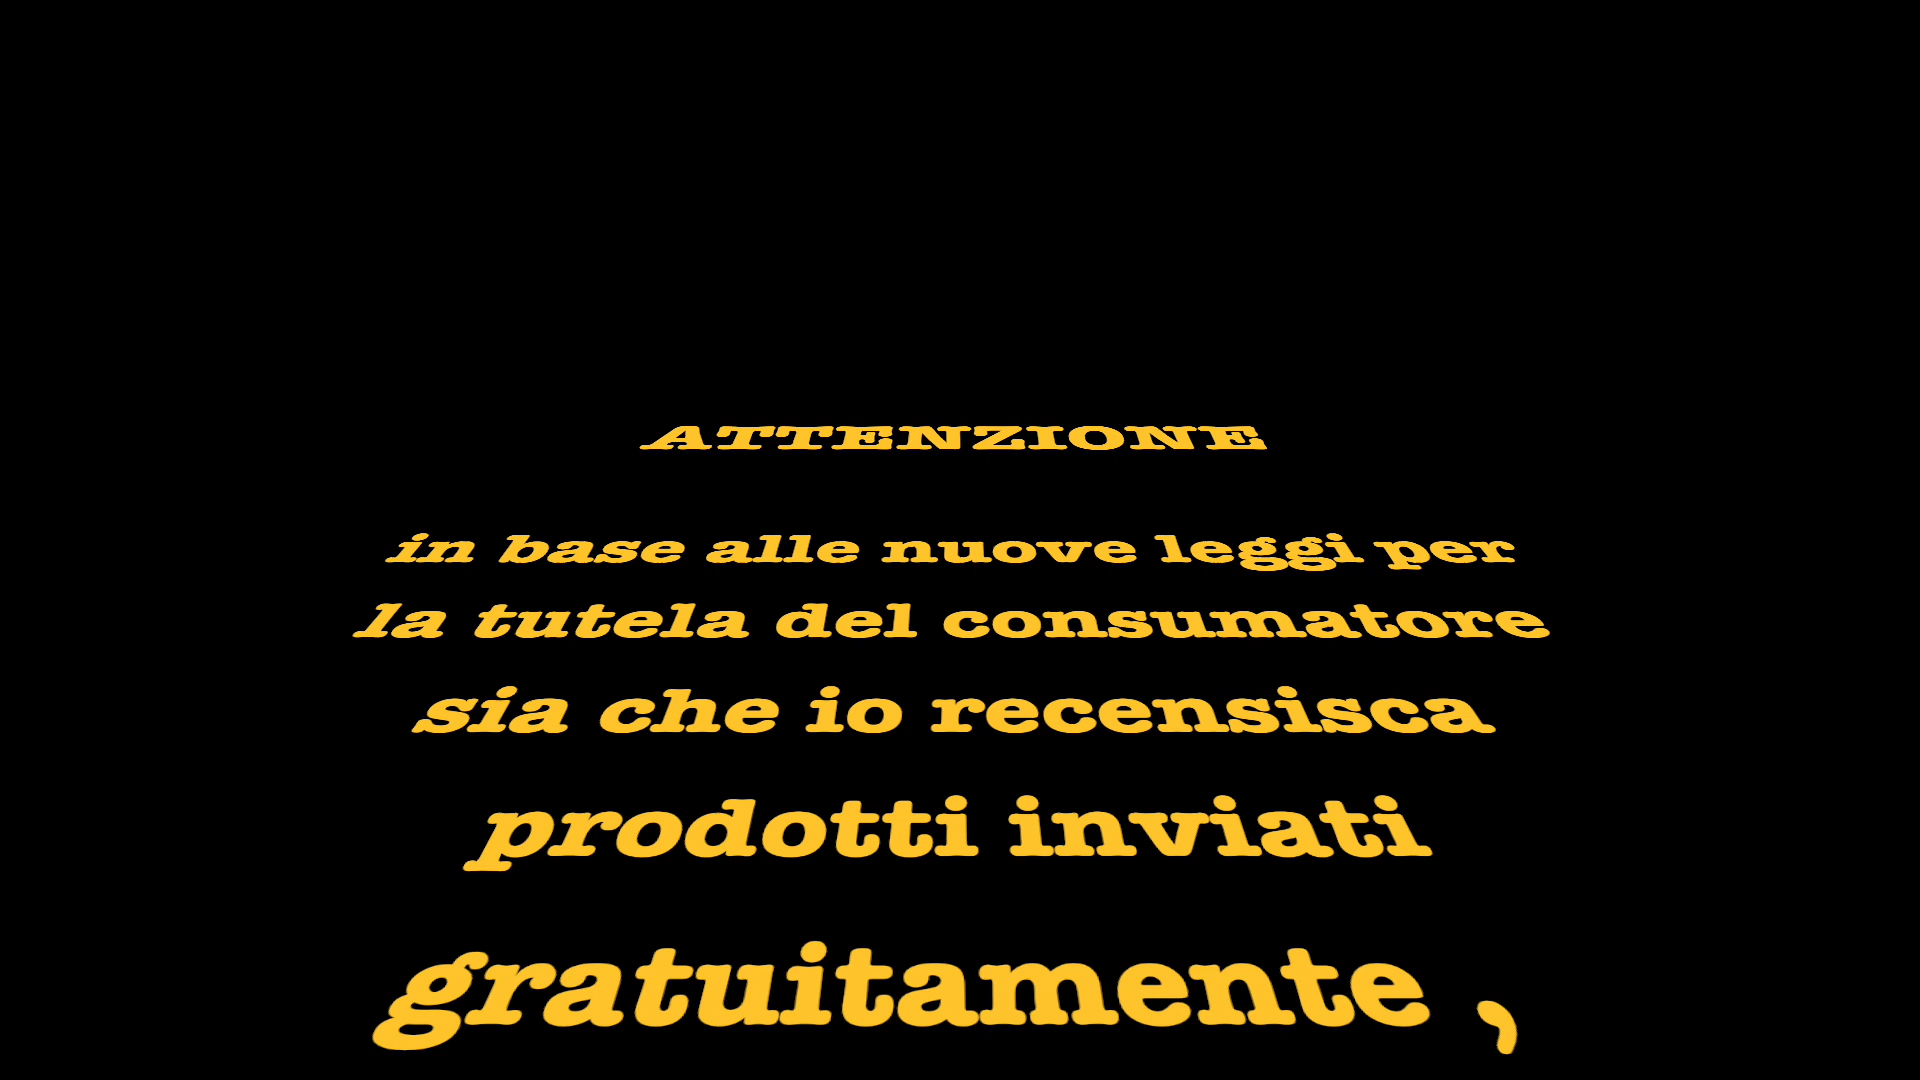 ATTENZIONE
in base alle nuove leggi per
la tutela del consumatore
sia che io recensisca
prodotti inviati
gratuitamente ,